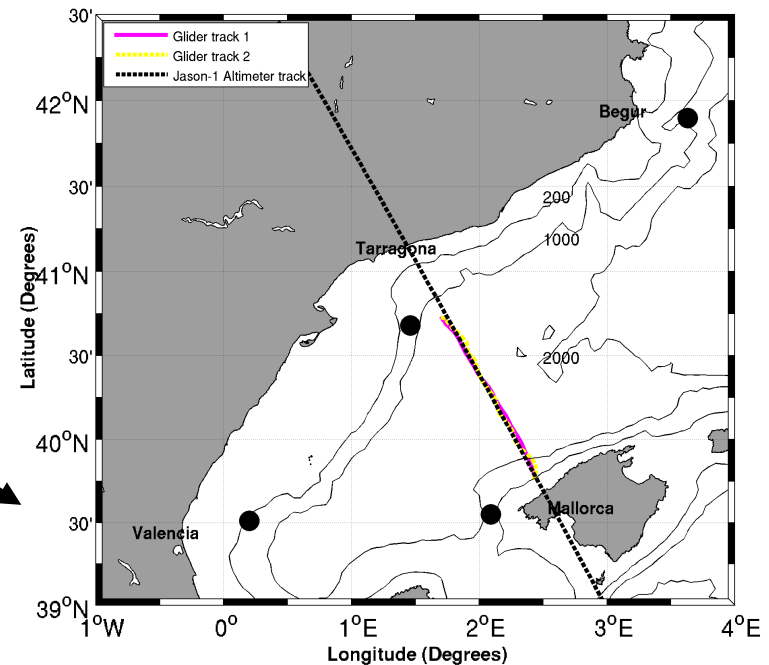 30'
Glider track 1
Glider track 2
Jason-1 Altimeter track
42°N
Begur
30'
200
Tarragona
1000
41°N
30'
2000
40°N
Mallorca
30'
Valencia
39°N
1°W
0°
1°E
2°E
3°E
4°E
Latitude (Degrees)
Longitude (Degrees)